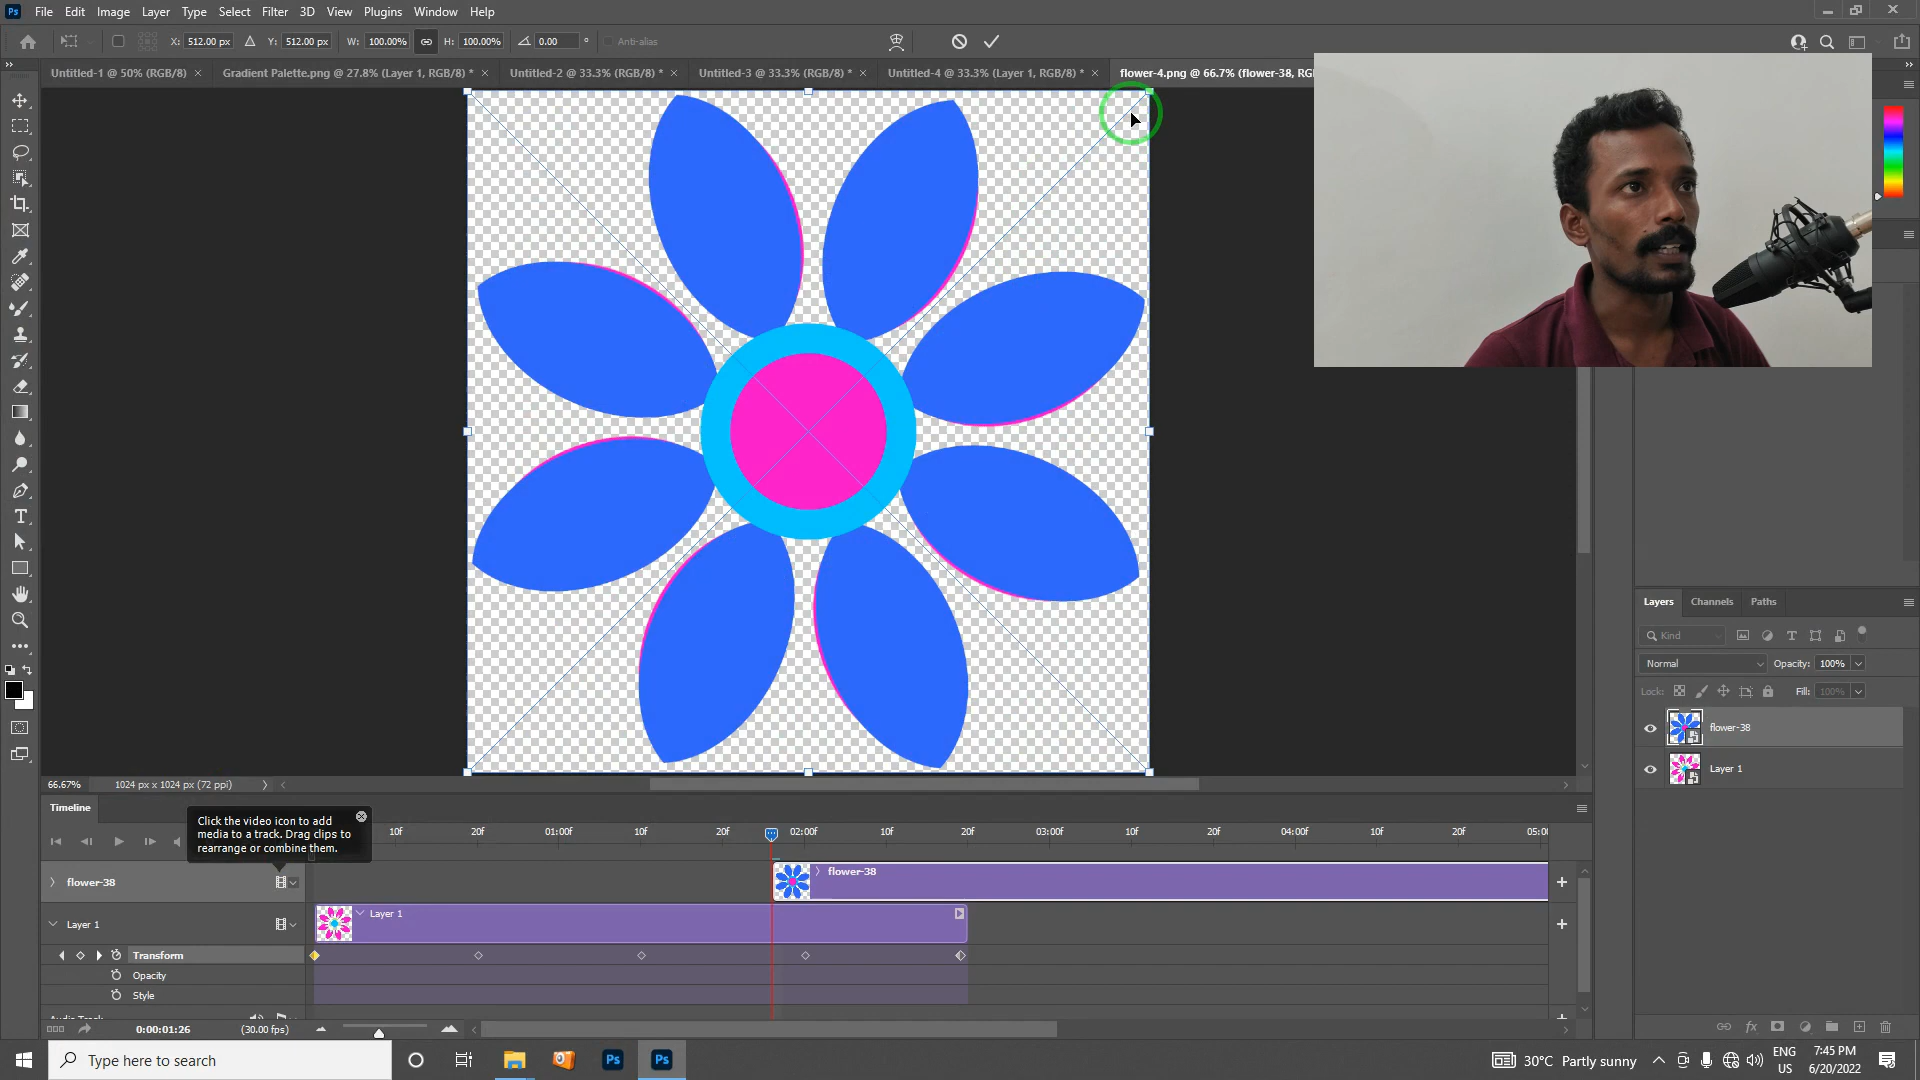 Ps File Edit Image Layer Type Select Filter 3D View Plugins Window Help
X: 512.00 px Y: 512.00 px W: 100.00% H: 100.00% 0.00 ° Anti-alias
Untitled-1 @ 50% (RGB/8) × Gradient Palette.png @ 27.8% (Layer 1, RGB/8) * × Untitled-2 @ 33.3% (RGB/8) * × Untitled-3 @ 33.3% (RGB/8) * × Untitled-4 @ 33.3% (Layer 1, RGB/8) * × flower-4.png @ 66.7% (flower-38, RG
Layers Channels Paths
Kind
Normal Opacity: 100%
Lock: Fill: 100%
flower-38
Layer 1
66.67% 1024 px x 1024 px (72 ppi)
Timeline
Click the video icon to add
media to a track. Drag clips to
rearrange or combine them.
10f 20f 01:00f 10f 20f 02:00f 10f 20f 03:00f 10f 20f 04:00f 10f 20f 05:0
flower-38
flower-38
Layer 1
Layer 1
Transform
Opacity
Style
0:00:01:26 (30.00 fps)
Type here to search
Ps Ps
30°C Partly sunny
ENG
US
7:45 PM
6/20/2022